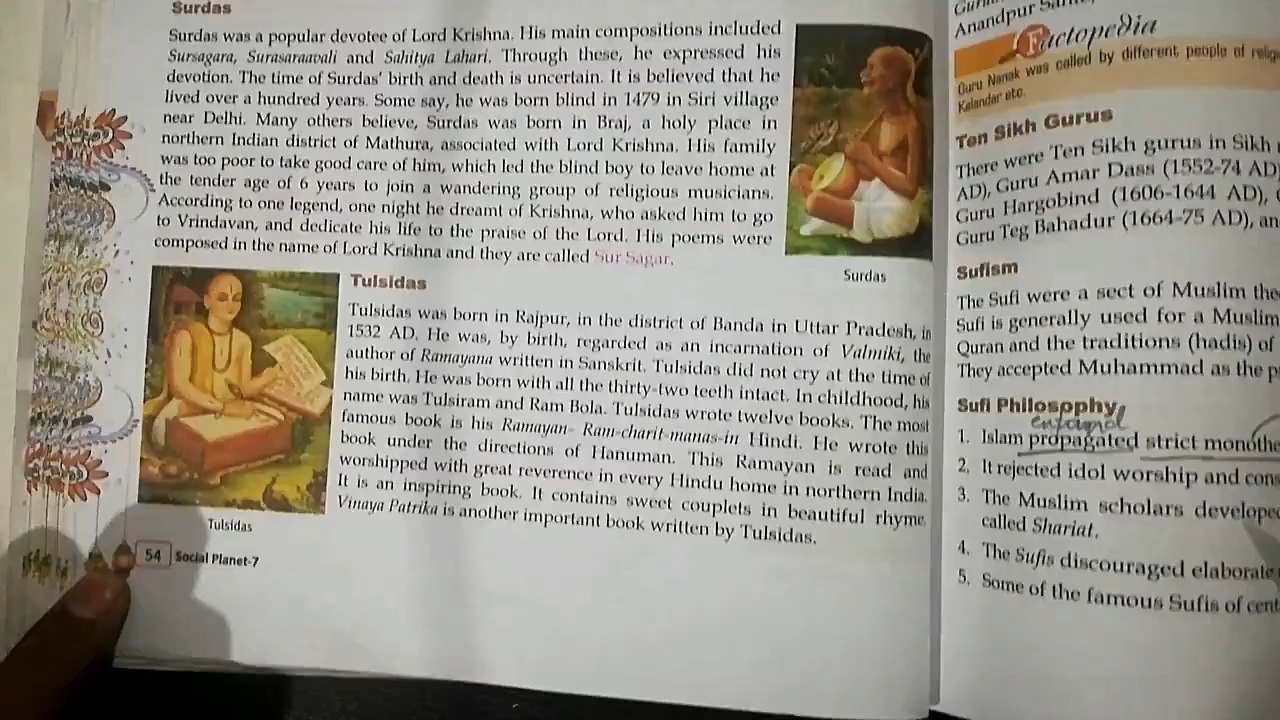 Surdas
Surdas was a popular devotee of Lord Krishna. His main compositions included
Sursagara, Surasaraavali and Sahitya Lahari. Through these, he expressed his
devotion. The time of Surdas' birth and death is uncertain. It is believed that he
lived over a hundred years. Some say, he was born blind in 1479 in Siri village
near Delhi. Many others believe, Surdas was born in Braj, a holy place in
northern Indian district of Mathura, associated with Lord Krishna. His family
was too poor to take good care of him, which led the blind boy to leave home at
the tender age of 6 years to join a wandering group of religious musicians.
According to one legend, one night he dreamt of Krishna, who asked him to go
to Vrindavan, and dedicate his life to the praise of the Lord. His poems were
composed in the name of Lord Krishna and they are called Sur Sagar.
Surdas
Tulsidas
Tulsidas was born in Rajpur, in the district of Banda in Uttar Pradesh, in
1532 AD. He was, by birth, regarded as an incarnation of Valmiki, the
author of Ramayana written in Sanskrit. Tulsidas did not cry at the time of
his birth. He was born with all the thirty-two teeth intact. In childhood, his
name was Tulsiram and Ram Bola. Tulsidas wrote twelve books. The most
famous book is his Ramayan- Ram-charit-manas-in Hindi. He wrote this
book under the directions of Hanuman. This Ramayan is read and
worshipped with great reverence in every Hindu home in northern India.
It is an inspiring book. It contains sweet couplets in beautiful rhyme.
Vinaya Patrika is another important book written by Tulsidas.
Tulsidas
54 Social Planet-7
Anandpur
Factopedia
Guru Nanak was called by different people of
Kalandar etc.
Ten Sikh Gurus
There were Ten Sikh gurus in Sikh
AD), Guru Amar Dass (1552-74 AD)
Guru Hargobind (1606-1644 AD),
Guru Teg Bahadur (1664-75 AD),
Sufism
The Sufi were a sect of Muslim
Sufi is generally used for a Muslim
Quran and the traditions (hadis) of
They accepted Muhammad as the
Sufi Philosophy
1. Islam propagated strict
2. It rejected idol worship and
3. The Muslim scholars
called Shariat.
4. The Sufis discouraged elaborate
5. Some of the famous Sufis of